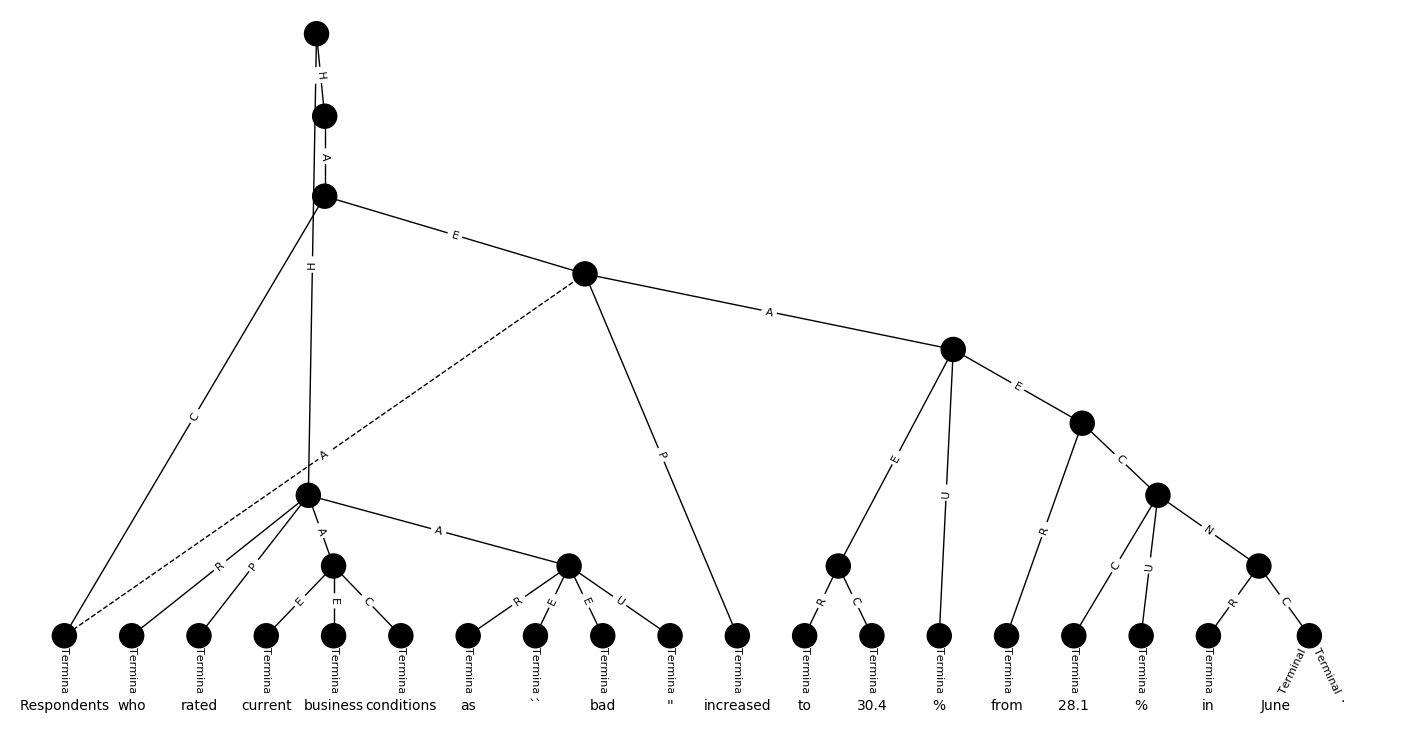 H
A
E
H
A
C
A
P
E
E
C
U
R
N
A
A
R
P
C
U
E
E
C
R
E
E
U
R
C
R
C
Termina Termina Termina Termina Termina Termina Termina Termina Termina Termina Termina Termina Termina Termina Termina Termina Termina Termina Terminal Terminal
Respondents who rated current business conditions as `` bad " increased to 30.4 % from 28.1 % in June .